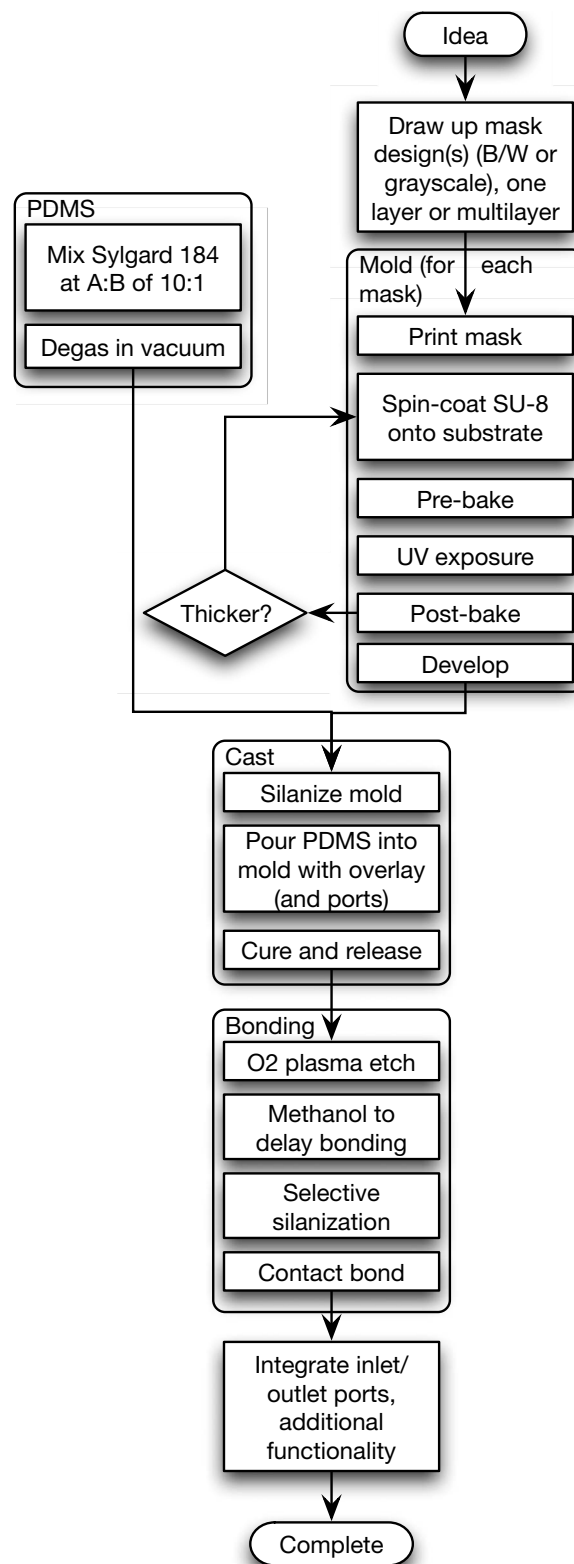 Idea
Draw up mask
design(s) (B/W or
grayscale), one
layer or multilayer
PDMS
Mix Sylgard 184
at A:B of 10:1
Degas in vacuum
Mold (for each
mask)
Print mask
Spin-coat SU-8
onto substrate
Pre-bake
UV exposure
Thicker?
Post-bake
Develop
Cast
Silanize mold
Pour PDMS into
mold with overlay
(and ports)
Cure and release
Bonding
O2 plasma etch
Methanol to
delay bonding
Selective
silanization
Contact bond
Integrate inlet/
outlet ports,
additional
functionality
Complete